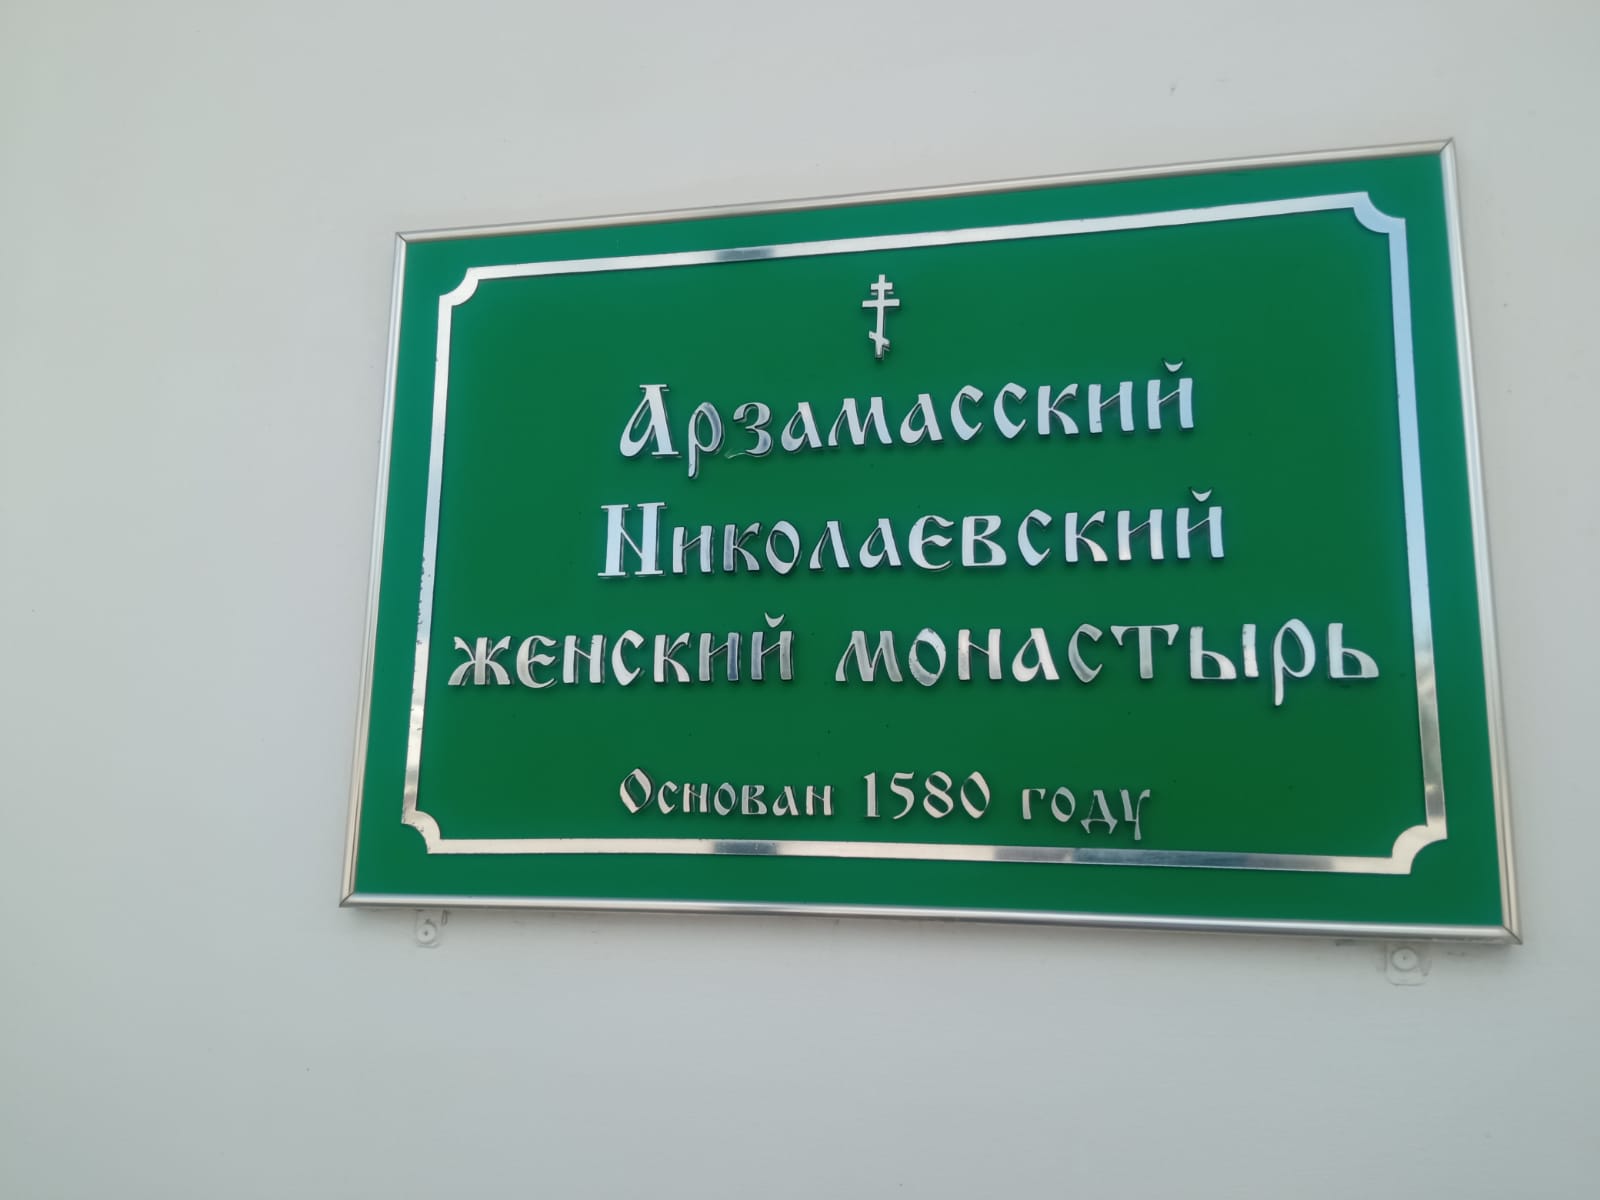 Арзамасский
Николаевский
женский монастырь
Основан 1580 году